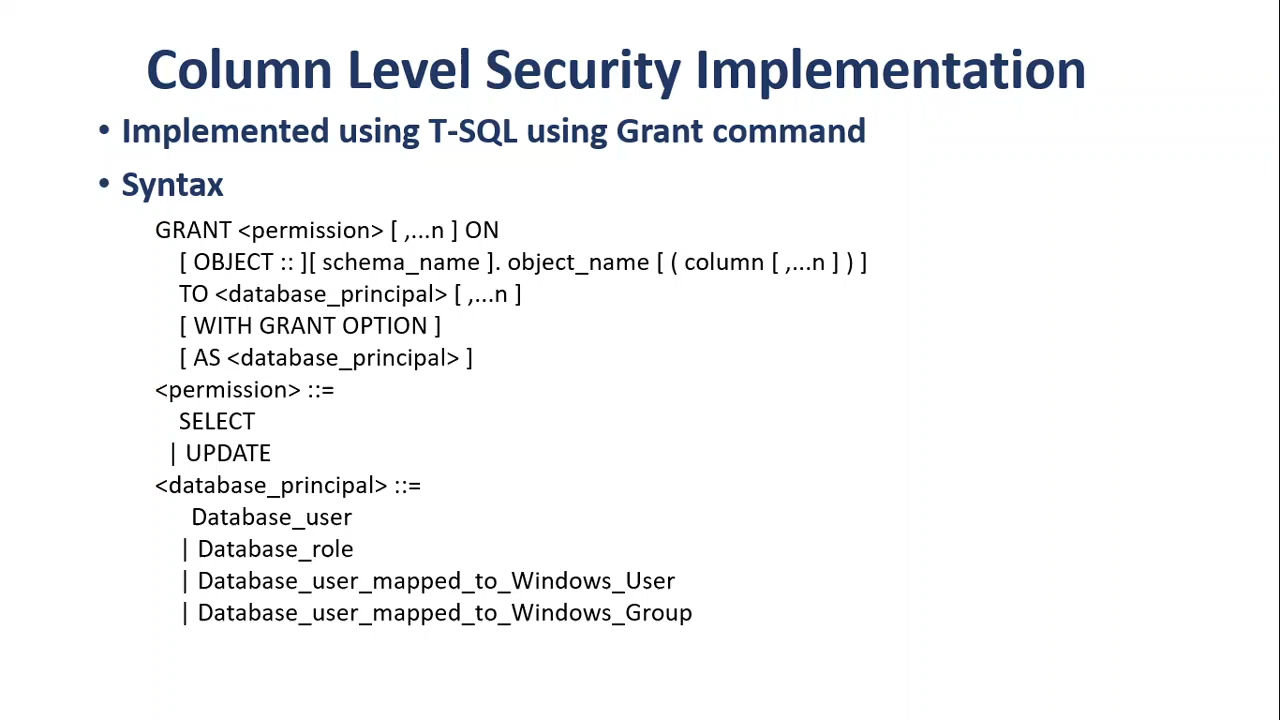 Column Level Security Implementation
• Implemented using T-SQL using Grant command
• Syntax
GRANT <permission> [ ,...n ] ON
[ OBJECT :: ][ schema_name ]. object_name [ ( column [ ,...n ] ) ]
TO <database_principal> [ ,...n ]
[ WITH GRANT OPTION ]
[ AS <database_principal> ]
<permission> ::=
SELECT
| UPDATE
<database_principal> ::=
Database_user
| Database_role
| Database_user_mapped_to_Windows_User
| Database_user_mapped_to_Windows_Group